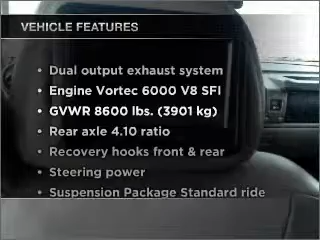 VEHICLE FEATURES
• Dual output exhaust system
• Engine Vortec 6000 V8 SFI
• GVWR 8600 lbs. (3901 kg)
• Rear axle 4.10 ratio
• Recovery hooks front & rear
• Steering power
• Suspension Package Standard ride